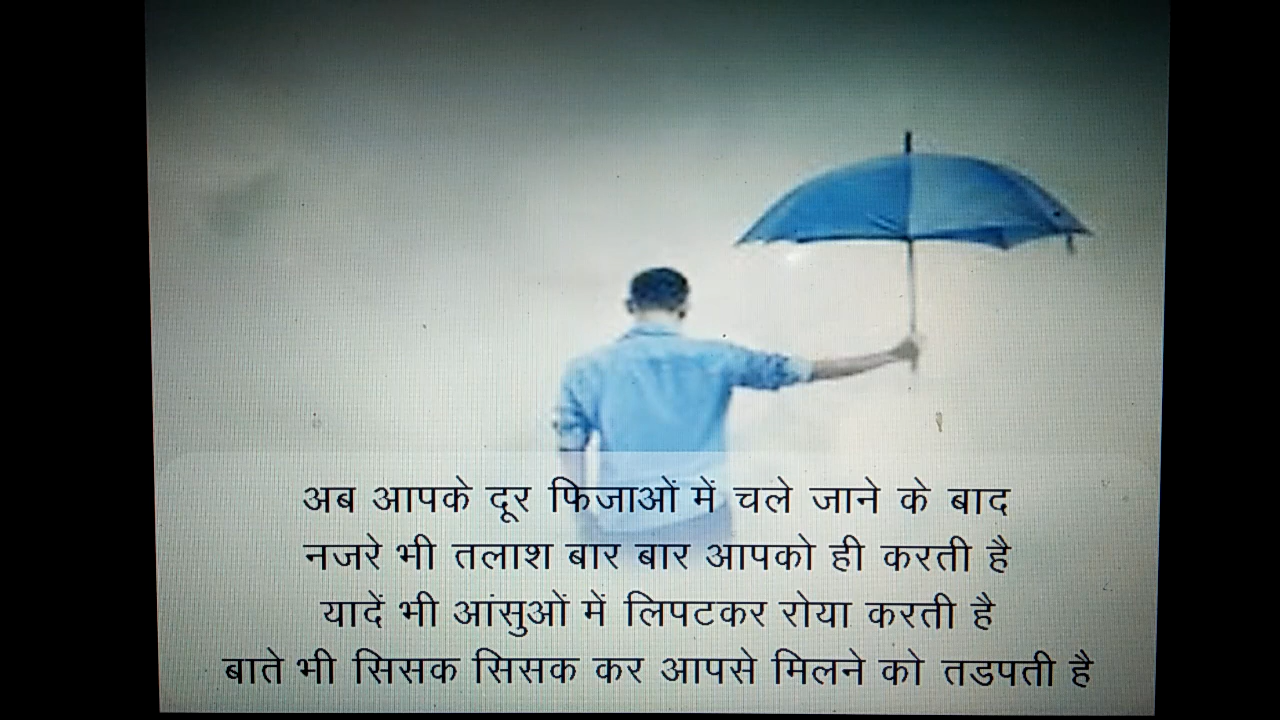 अब आपके दूर फिजाओं में चले जाने के बाद
नजरे भी तलाश बार बार आपको ही करती है
यादें भी आंसुओं में लिपटकर रोया करती है
बाते भी सिसक सिसक कर आपसे मिलने को तडपती है